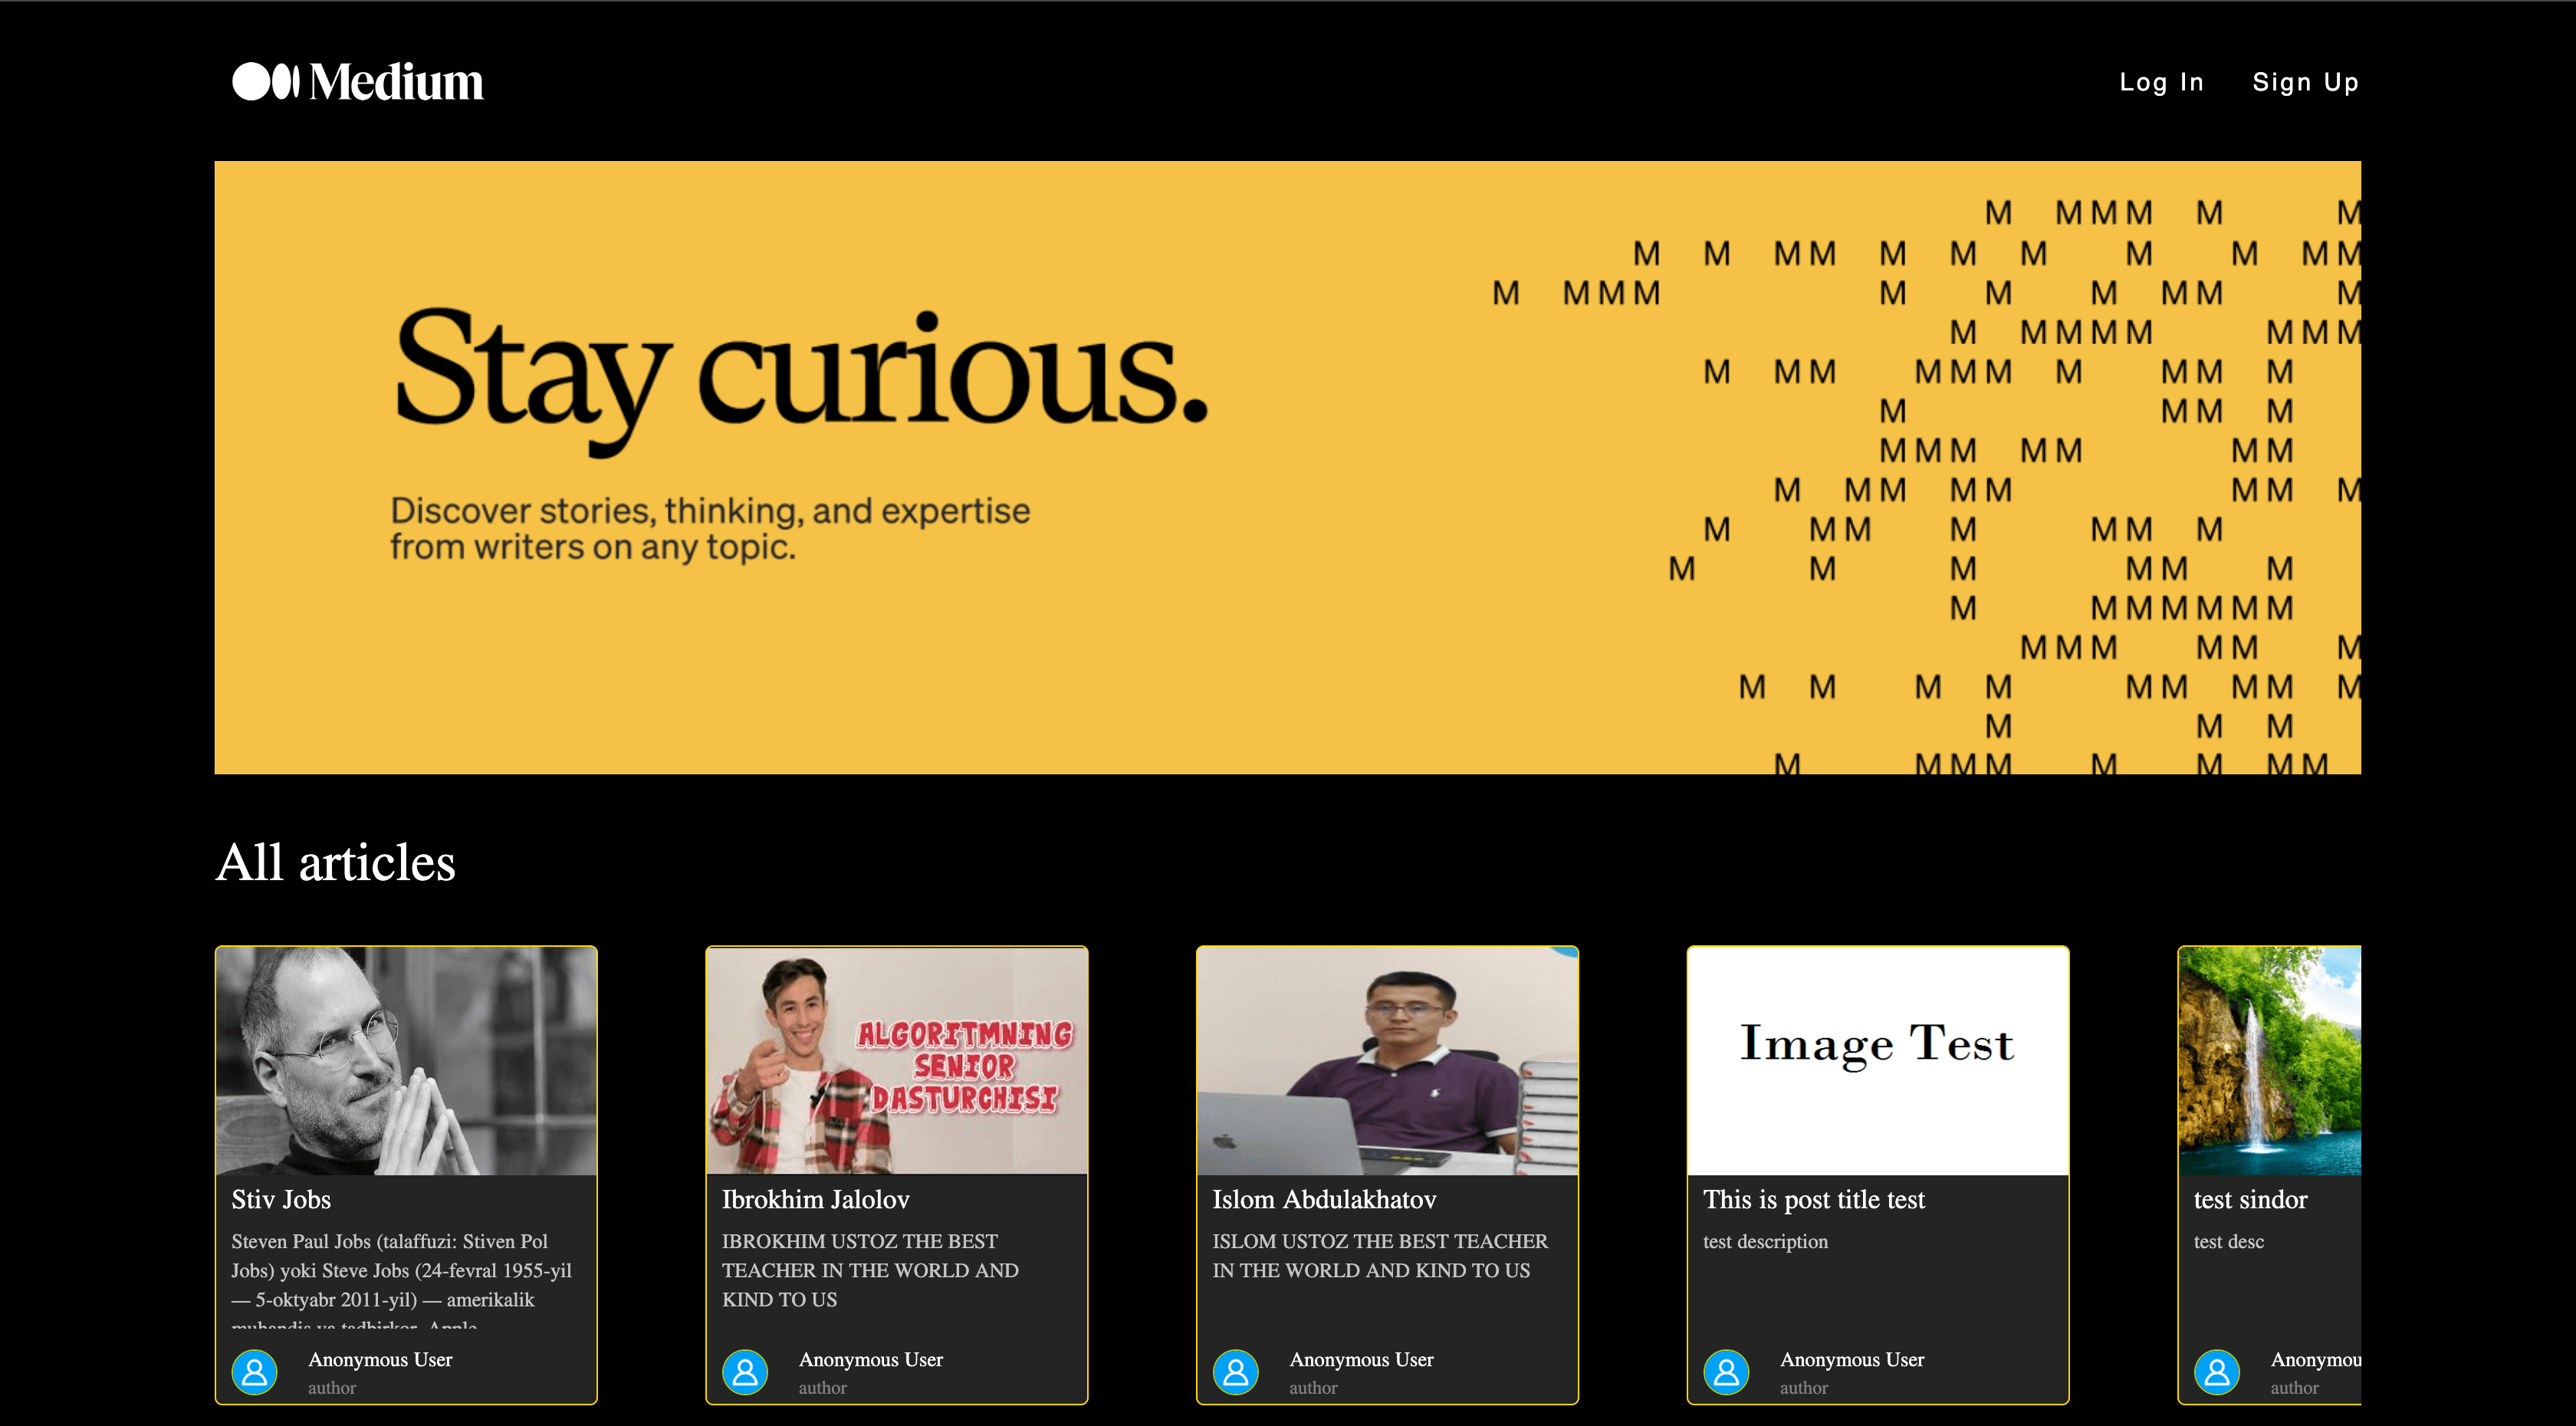 Medium
Log In
Sign Up
M MMM M M
M M MM M M M M M MM
M MMM M M M MM M
M MMMM MMM
M MM MMM M MM M
M MM M
MMM MM MM
M MM MM MM M
M MM M MM M
M M M MM M
M MMMMMM
MMM MM M
M M M M MM MM M
M M M
M MMM M M MM
Stay curious.
Discover stories, thinking, and expertise
from writers on any topic.
All articles
Stiv Jobs
Steven Paul Jobs (talaffuzi: Stiven Pol
Jobs) yoki Steve Jobs (24-fevral 1955-yil
— 5-oktyabr 2011-yil) — amerikalik
muhandis va tadbirkor, Apple
Anonymous User
author
ALGORITMNING
SENIOR
DASTURCHISI
Ibrokhim Jalolov
IBROKHIM USTOZ THE BEST
TEACHER IN THE WORLD AND
KIND TO US
Anonymous User
author
Islom Abdulakhatov
ISLOM USTOZ THE BEST TEACHER
IN THE WORLD AND KIND TO US
Anonymous User
author
Image Test
This is post title test
test description
Anonymous User
author
test sindor
test desc
Anonymou
author